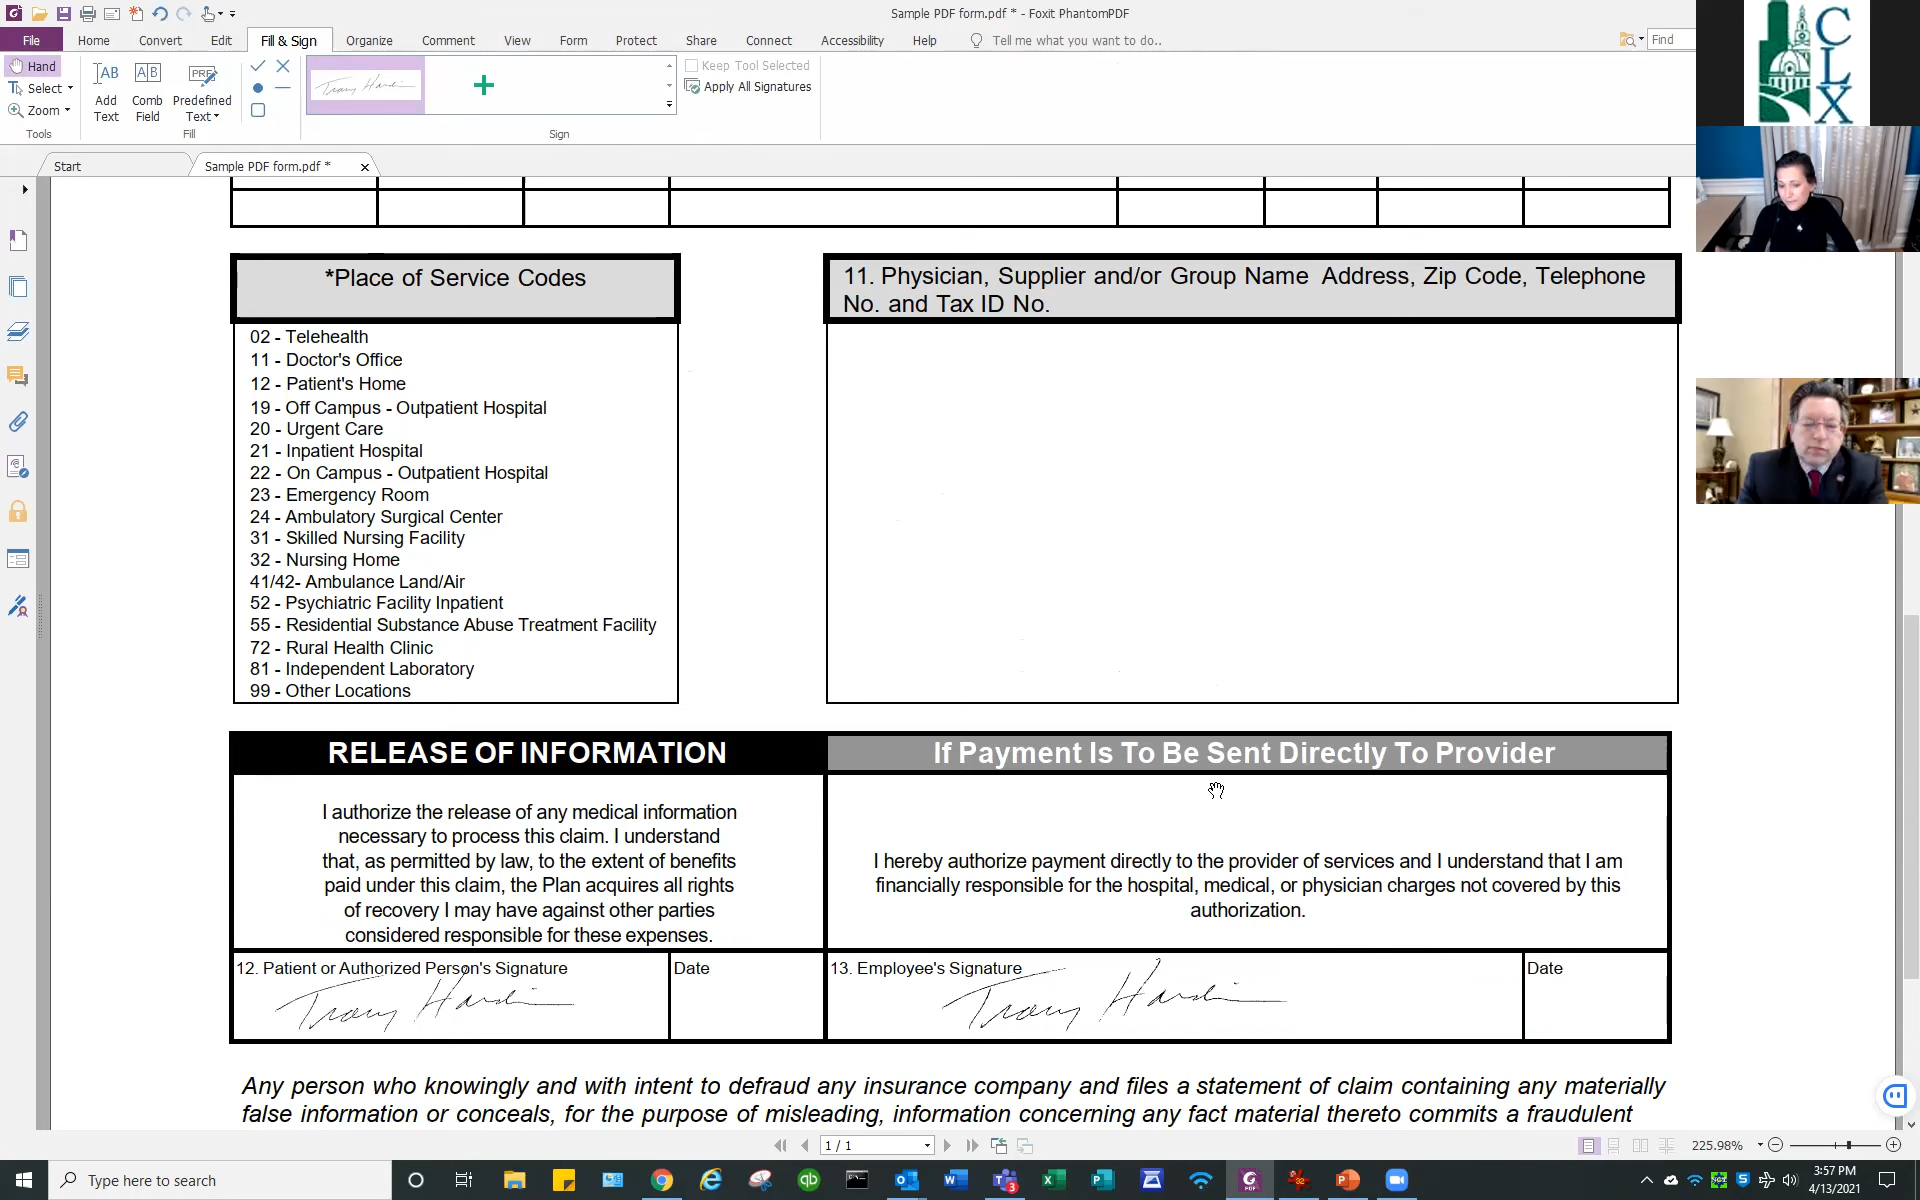 Sample PDF form.pdf * - Foxit PhantomPDF
File Home Convert Edit Fill & Sign Organize Comment View Form Protect Share Connect Accessibility Help Tell me what you want to do.. Find
Hand
Select
Zoom
Tools
Add Text
Comb Field
Predefined Text
Fill
Tracy Hardin
Sign
Keep Tool Selected
Apply All Signatures
CLX
Start
Sample PDF form.pdf *
*Place of Service Codes
02 - Telehealth
11 - Doctor's Office
12 - Patient's Home
19 - Off Campus - Outpatient Hospital
20 - Urgent Care
21 - Inpatient Hospital
22 - On Campus - Outpatient Hospital
23 - Emergency Room
24 - Ambulatory Surgical Center
31 - Skilled Nursing Facility
32 - Nursing Home
41/42- Ambulance Land/Air
52 - Psychiatric Facility Inpatient
55 - Residential Substance Abuse Treatment Facility
72 - Rural Health Clinic
81 - Independent Laboratory
99 - Other Locations
11. Physician, Supplier and/or Group Name Address, Zip Code, Telephone
No. and Tax ID No.
RELEASE OF INFORMATION
I authorize the release of any medical information
necessary to process this claim. I understand
that, as permitted by law, to the extent of benefits
paid under this claim, the Plan acquires all rights
of recovery I may have against other parties
considered responsible for these expenses.
If Payment Is To Be Sent Directly To Provider
I hereby authorize payment directly to the provider of services and I understand that I am
financially responsible for the hospital, medical, or physician charges not covered by this
authorization.
12. Patient or Authorized Person's Signature
Tracy Hardin
Date
13. Employee's Signature
Tracy Hardin
Date
Any person who knowingly and with intent to defraud any insurance company and files a statement of claim containing any materially
false information or conceals, for the purpose of misleading, information concerning any fact material thereto commits a fraudulent
1 / 1
225.98%
Type here to search
3:57 PM
4/13/2021